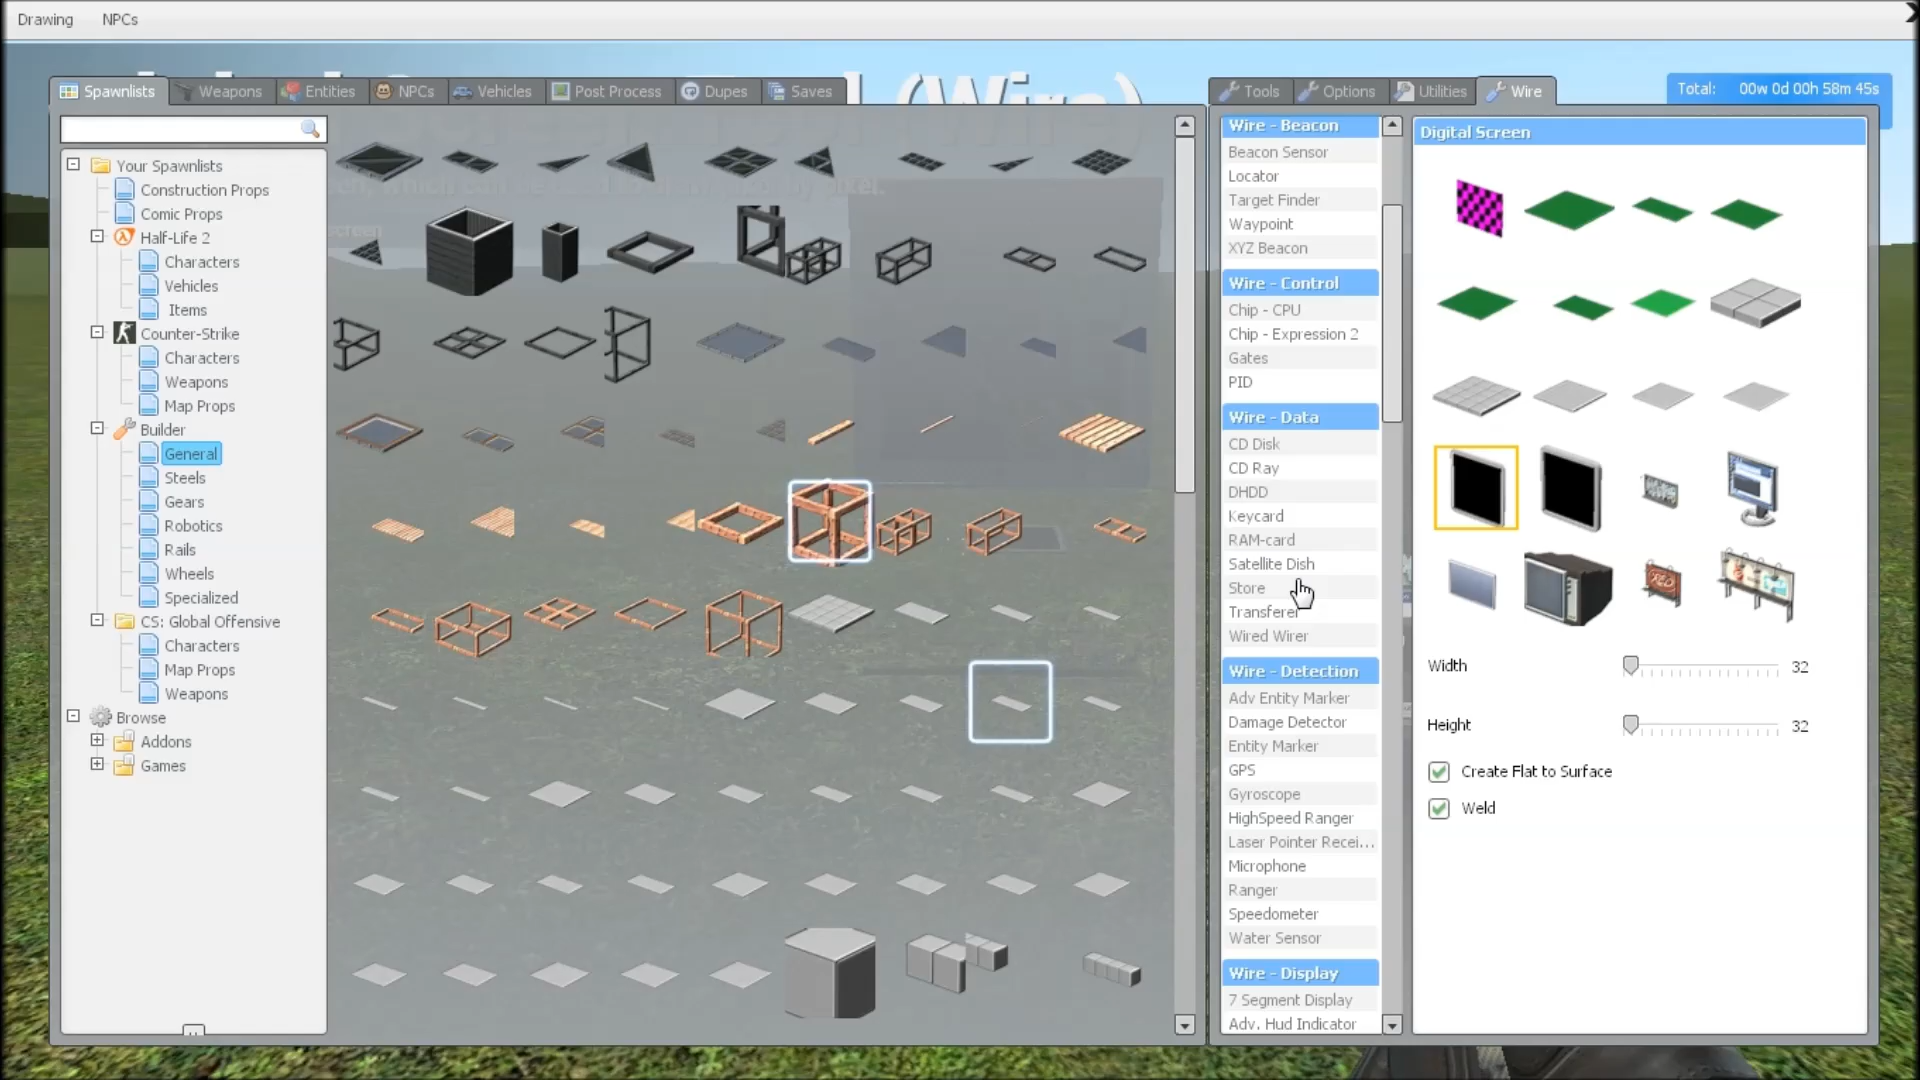 Drawing NPCs
(Wire)
Spawnlists Weapons Entities NPCs Vehicles Post Process Dupes Saves
Tools Options Utilities Wire
Total: 00w 0d 00h 58m 45s
Your Spawnlists
Construction Props
Comic Props
Half-Life 2
Characters
Vehicles
Items
Counter-Strike
Characters
Weapons
Map Props
Builder
General
Steels
Gears
Robotics
Rails
Wheels
Specialized
CS: Global Offensive
Characters
Map Props
Weapons
Browse
Addons
Games
which can be
pixel.
screen
Wire - Beacon
Beacon Sensor
Locator
Target Finder
Waypoint
XYZ Beacon
Wire - Control
Chip - CPU
Chip - Expression 2
Gates
PID
Wire - Data
CD Disk
CD Ray
DHDD
Keycard
RAM-card
Satellite Dish
Store
Transferer
Wired Wirer
Wire - Detection
Adv Entity Marker
Damage Detector
Entity Marker
GPS
Gyroscope
HighSpeed Ranger
Laser Pointer Recei...
Microphone
Ranger
Speedometer
Water Sensor
Wire - Display
7 Segment Display
Adv. Hud Indicator
Digital Screen
Width 32
Height 32
Create Flat to Surface
Weld